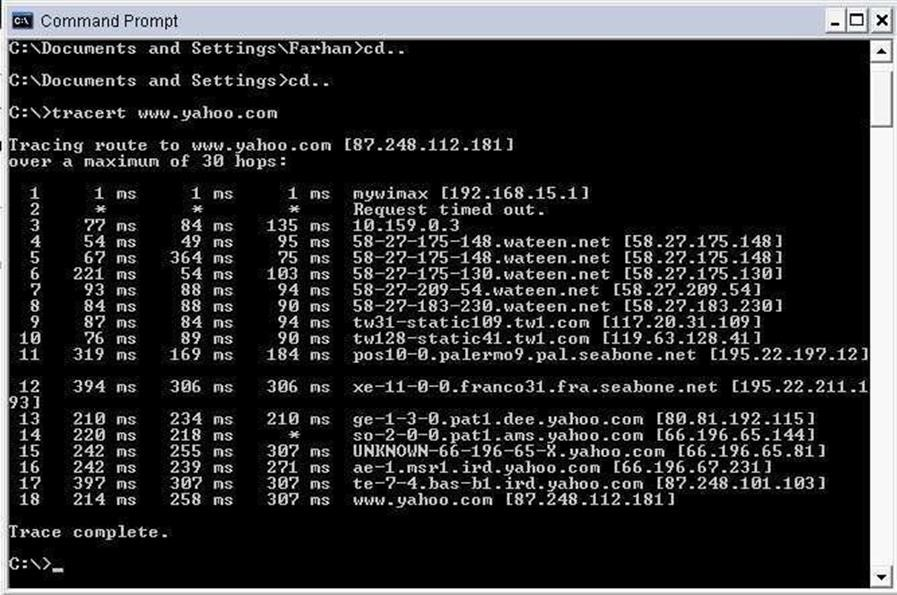 Command Prompt
C:\Documents and Settings\Farhan>cd..
C:\Documents and Settings>cd..
C:\>tracert www.yahoo.com
Tracing route to www.yahoo.com [87.248.112.181]
over a maximum of 30 hops:
1 1 ms 1 ms 1 ms mywimax [192.168.15.1]
2 * * * Request timed out.
3 77 ms 84 ms 135 ms 10.159.0.3
4 54 ms 49 ms 95 ms 58-27-175-148.wateen.net [58.27.175.148]
5 67 ms 364 ms 75 ms 58-27-175-148.wateen.net [58.27.175.148]
6 221 ms 54 ms 103 ms 58-27-175-130.wateen.net [58.27.175.130]
7 93 ms 88 ms 94 ms 58-27-209-54.wateen.net [58.27.209.54]
8 84 ms 88 ms 90 ms 58-27-183-230.wateen.net [58.27.183.230]
9 87 ms 84 ms 94 ms tw31-static109.tw1.com [117.20.31.109]
10 76 ms 89 ms 90 ms tw128-static41.tw1.com [119.63.128.41]
11 319 ms 169 ms 184 ms pos10-0.palermo9.pal.seabone.net [195.22.197.12]
12 394 ms 306 ms 306 ms xe-11-0-0.franco31.fra.seabone.net [195.22.211.1
93]
13 210 ms 234 ms 210 ms ge-1-3-0.pat1.dee.yahoo.com [80.81.192.115]
14 220 ms 218 ms * so-2-0-0.pat1.ams.yahoo.com [66.196.65.144]
15 242 ms 255 ms 307 ms UNKNOWN-66-196-65-X.yahoo.com [66.196.65.81]
16 242 ms 239 ms 271 ms ae-1.msr1.ird.yahoo.com [66.196.67.231]
17 397 ms 307 ms 307 ms te-7-4.bas-b1.ird.yahoo.com [87.248.101.103]
18 214 ms 258 ms 307 ms www.yahoo.com [87.248.112.181]
Trace complete.
C:\>_